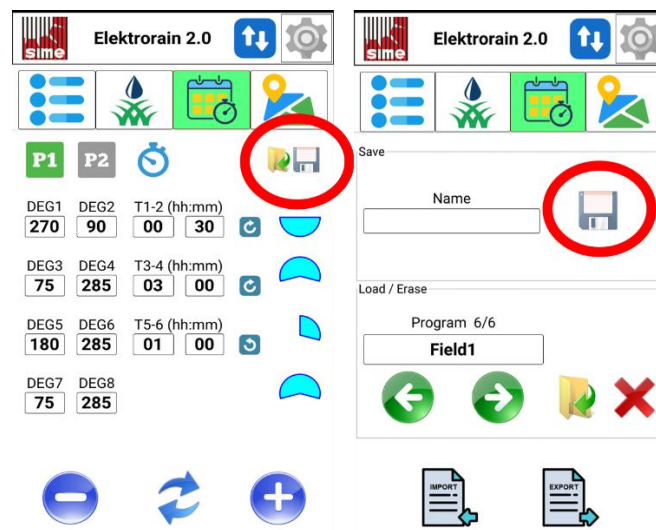 sime Elektrorain 2.0
P1 P2
DEG1 DEG2 T1-2 (hh:mm)
270 90 00 30
DEG3 DEG4 T3-4 (hh:mm)
75 285 03 00
DEG5 DEG6 T5-6 (hh:mm)
180 285 01 00
DEG7 DEG8
75 285
sime Elektrorain 2.0
Save
Name
Load / Erase
Program 6/6
Field1
IMPORT EXPORT